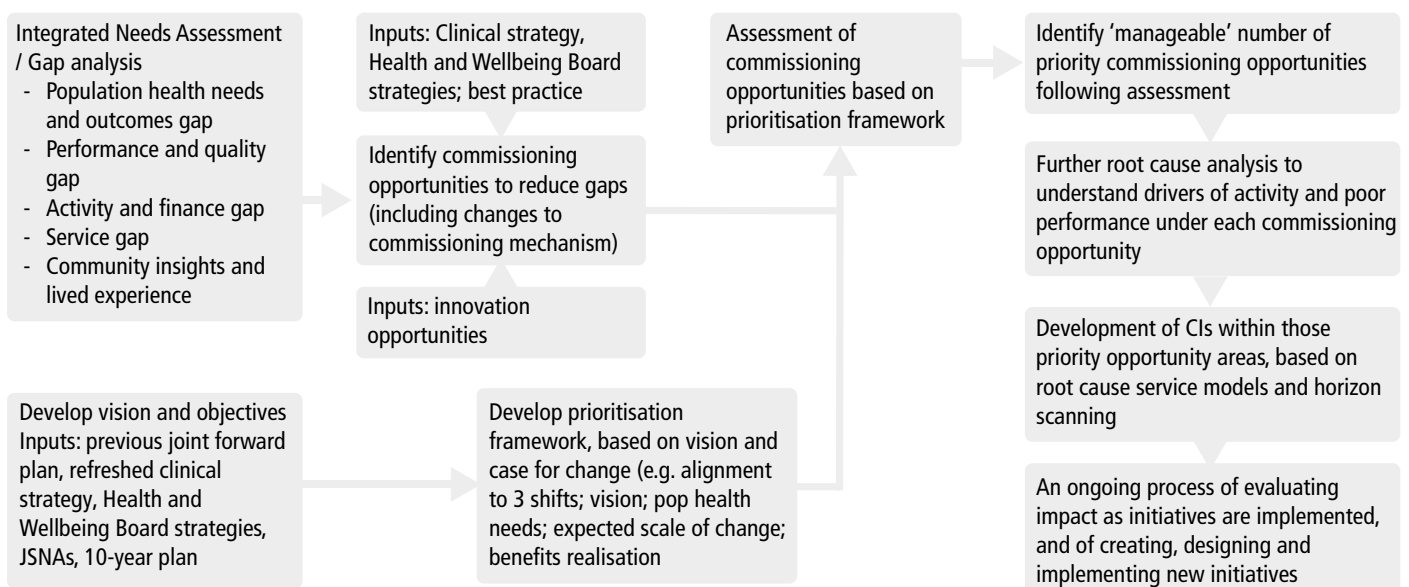 Integrated Needs Assessment
/ Gap analysis
- Population health needs
and outcomes gap
- Performance and quality
gap
- Activity and finance gap
- Service gap
- Community insights and
lived experience
Inputs: Clinical strategy,
Health and Wellbeing Board
strategies; best practice
Identify commissioning
opportunities to reduce gaps
(including changes to
commissioning mechanism)
Inputs: innovation
opportunities
Develop vision and objectives
Inputs: previous joint forward
plan, refreshed clinical
strategy, Health and
Wellbeing Board strategies,
JSNAs, 10-year plan
Develop prioritisation
framework, based on vision and
case for change (e.g. alignment
to 3 shifts; vision; pop health
needs; expected scale of change;
benefits realisation
Assessment of
commissioning
opportunities based on
prioritisation framework
Identify ‘manageable’ number of
priority commissioning opportunities
following assessment
Further root cause analysis to
understand drivers of activity and poor
performance under each commissioning
opportunity
Development of CIs within those
priority opportunity areas, based on
root cause service models and horizon
scanning
An ongoing process of evaluating
impact as initiatives are implemented,
and of creating, designing and
implementing new initiatives